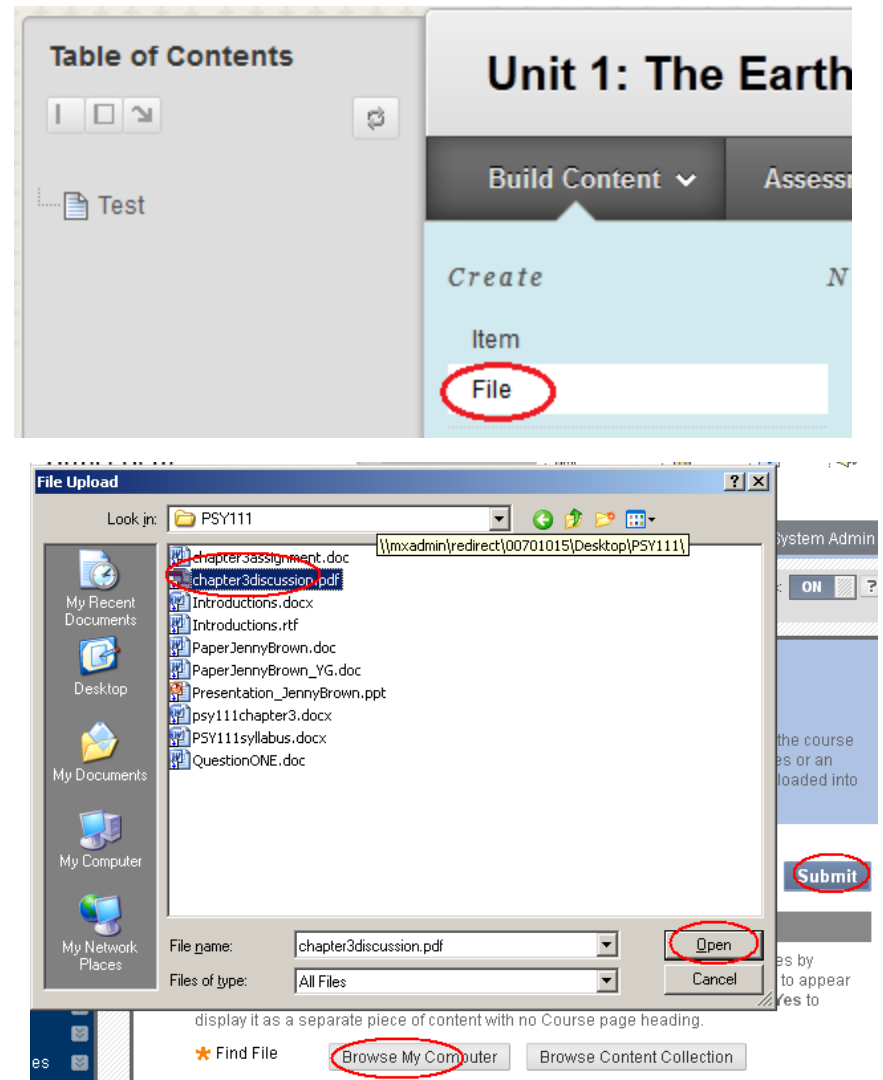 Table of Contents
Unit 1: The Earth
Build Content
Assess
Test
Create
N
Item
File
File Upload
Look in:
PSY111
\\mxadmin\redirect\00701015\Desktop\PSY111\
chapter3assignment.doc
chapter3discussion.pdf
Introductions.docx
Introductions.rtf
PaperJennyBrown.doc
PaperJennyBrown_YG.doc
Presentation_JennyBrown.ppt
psy111chapter3.docx
PSY111syllabus.docx
QuestionONE.doc
My Recent
Documents
Desktop
My Documents
My Computer
My Network
Places
File name:
chapter3discussion.pdf
Open
Files of type:
All Files
Cancel
System Admin
: ON ?
the course
es or an
loaded into
Submit
es by
to appear
Yes to
display it as a separate piece of content with no Course page heading.
es
* Find File
Browse My Computer
Browse Content Collection